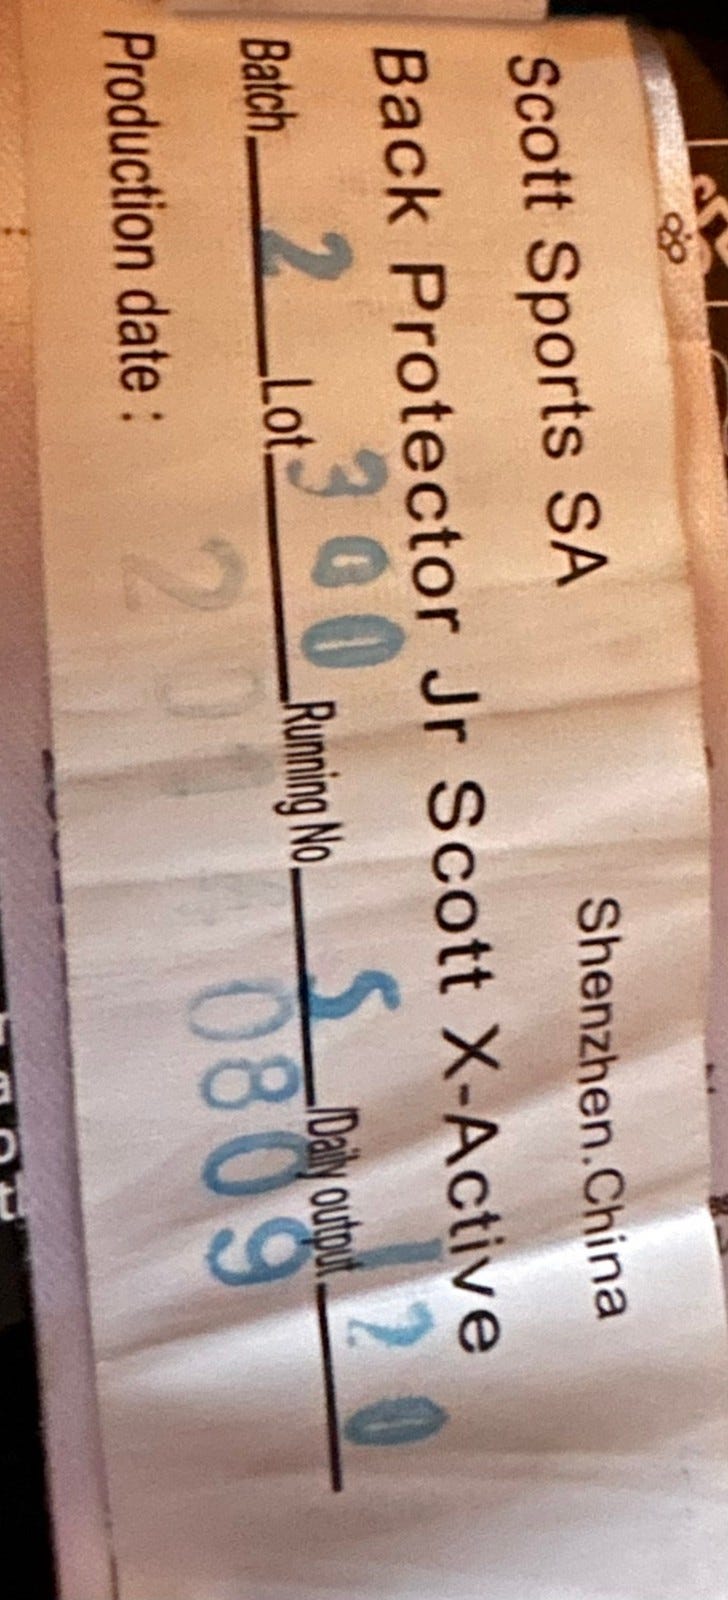 Scott Sports SA Shenzhen.China
Back Protector Jr Scott X-Active
Batch 2 Lot 300 Running No. 5 /Daily output 120
Production date : 201 0809